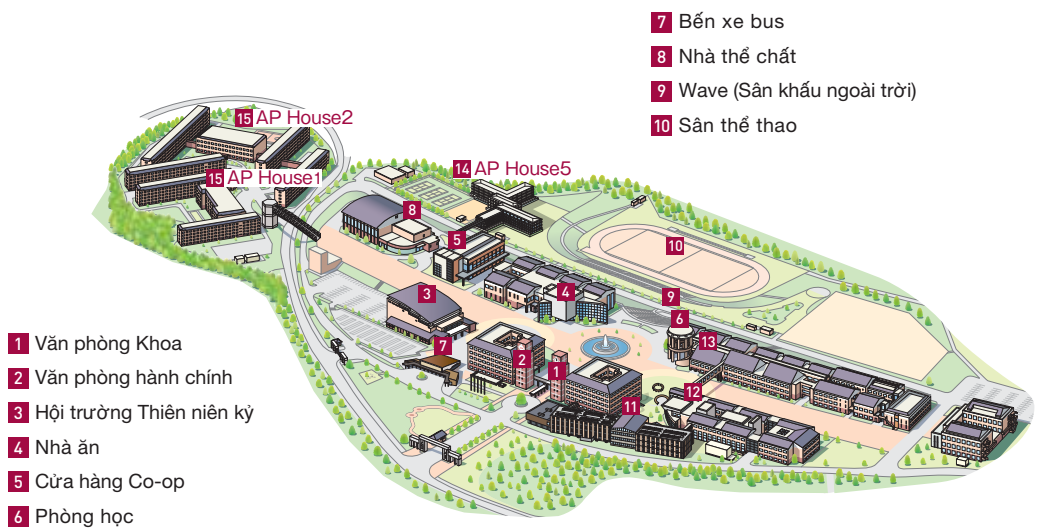 7 Bến xe bus
8 Nhà thể chất
9 Wave (Sân khấu ngoài trời)
10 Sân thể thao
15 AP House2
14 AP House5
15 AP House1
8
5
10
3
4
9
6
7
2
1
13
12
11
1 Văn phòng Khoa
2 Văn phòng hành chính
3 Hội trường Thiên niên kỷ
4 Nhà ăn
5 Cửa hàng Co-op
6 Phòng học